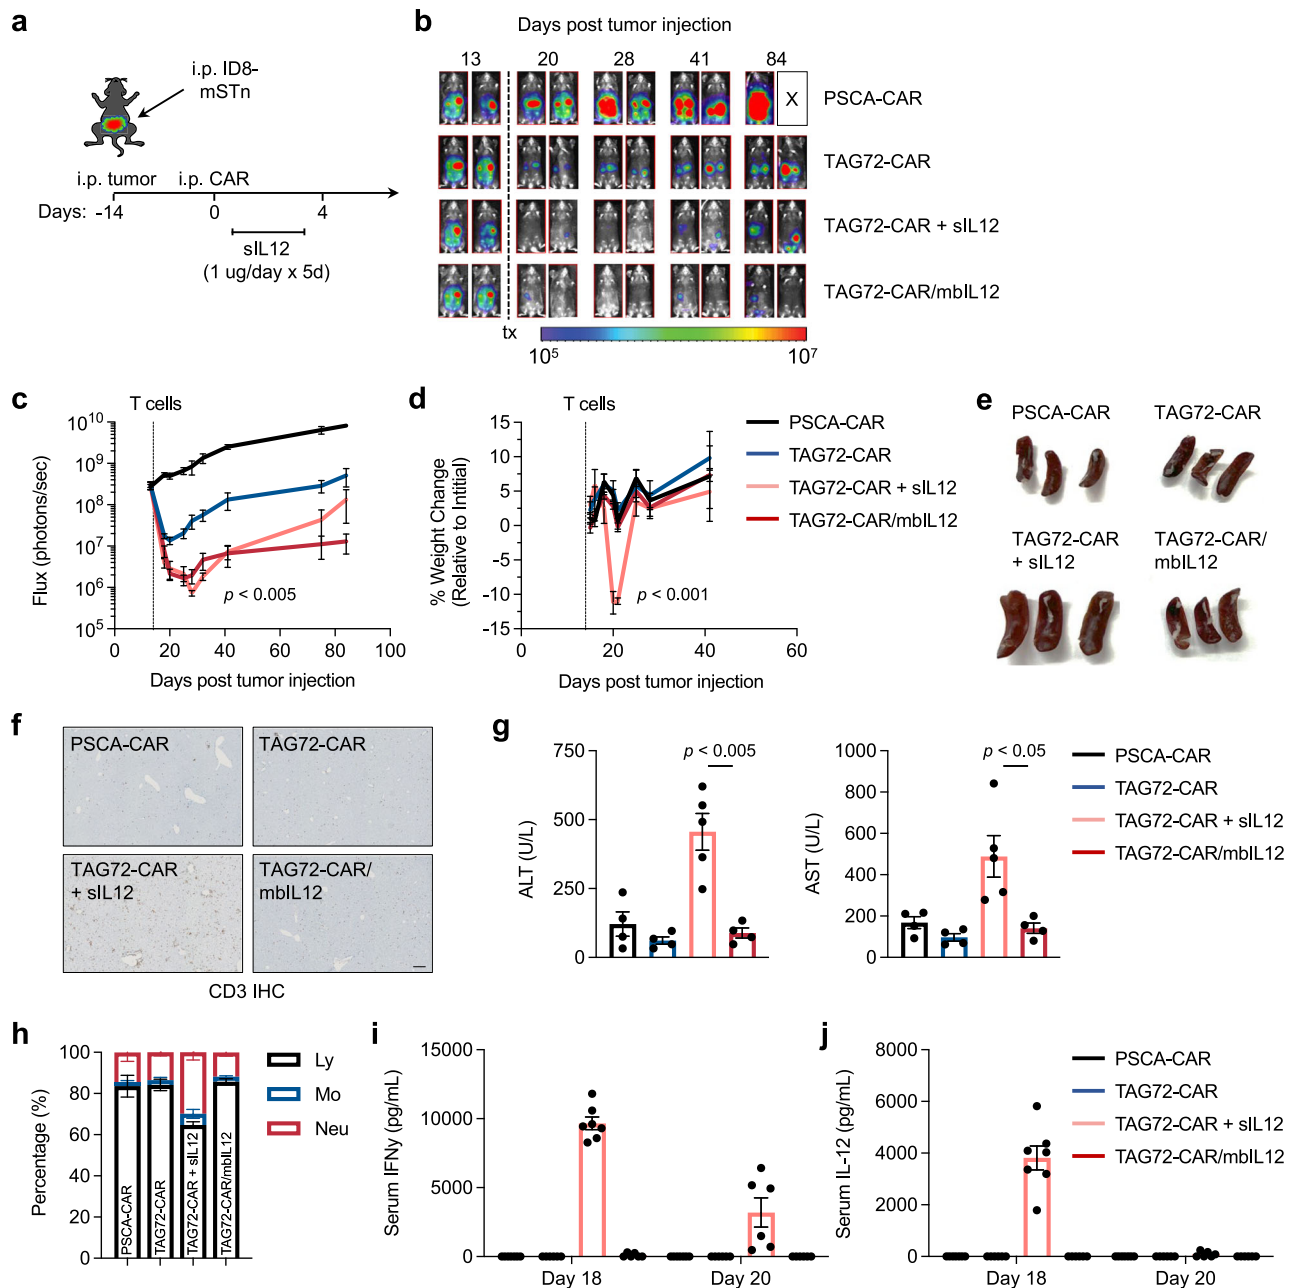 a
i.p. ID8-
mSTn
i.p. tumor
i.p. CAR
Days: -14
0
4
sIL12
(1 ug/day x 5d)
b
Days post tumor injection
13
20
28
41
84
X
PSCA-CAR
TAG72-CAR
TAG72-CAR + sIL12
TAG72-CAR/mbIL12
tx
10⁵
10⁷
c
T cells
10¹⁰
10⁹
10⁸
10⁷
10⁶
10⁵
Flux (photons/sec)
p < 0.005
0
20
40
60
80
100
Days post tumor injection
d
T cells
15
10
5
0
-5
-10
-15
% Weight Change
(Relative to Intitial)
p < 0.001
0
20
40
60
Days post tumor injection
PSCA-CAR
TAG72-CAR
TAG72-CAR + sIL12
TAG72-CAR/mbIL12
e
PSCA-CAR
TAG72-CAR
TAG72-CAR
+ sIL12
TAG72-CAR/
mbIL12
f
PSCA-CAR
TAG72-CAR
TAG72-CAR
+ sIL12
TAG72-CAR/
mbIL12
CD3 IHC
g
750
500
250
0
ALT (U/L)
p < 0.005
1000
800
600
400
200
0
AST (U/L)
p < 0.05
PSCA-CAR
TAG72-CAR
TAG72-CAR + sIL12
TAG72-CAR/mbIL12
h
100
80
60
40
20
0
Percentage (%)
PSCA-CAR
TAG72-CAR
TAG72-CAR + sIL12
TAG72-CAR/mbIL12
Ly
Mo
Neu
i
15000
10000
5000
0
Serum IFNγ (pg/mL)
Day 18
Day 20
j
8000
6000
4000
2000
0
Serum IL-12 (pg/mL)
Day 18
Day 20
PSCA-CAR
TAG72-CAR
TAG72-CAR + sIL12
TAG72-CAR/mbIL12